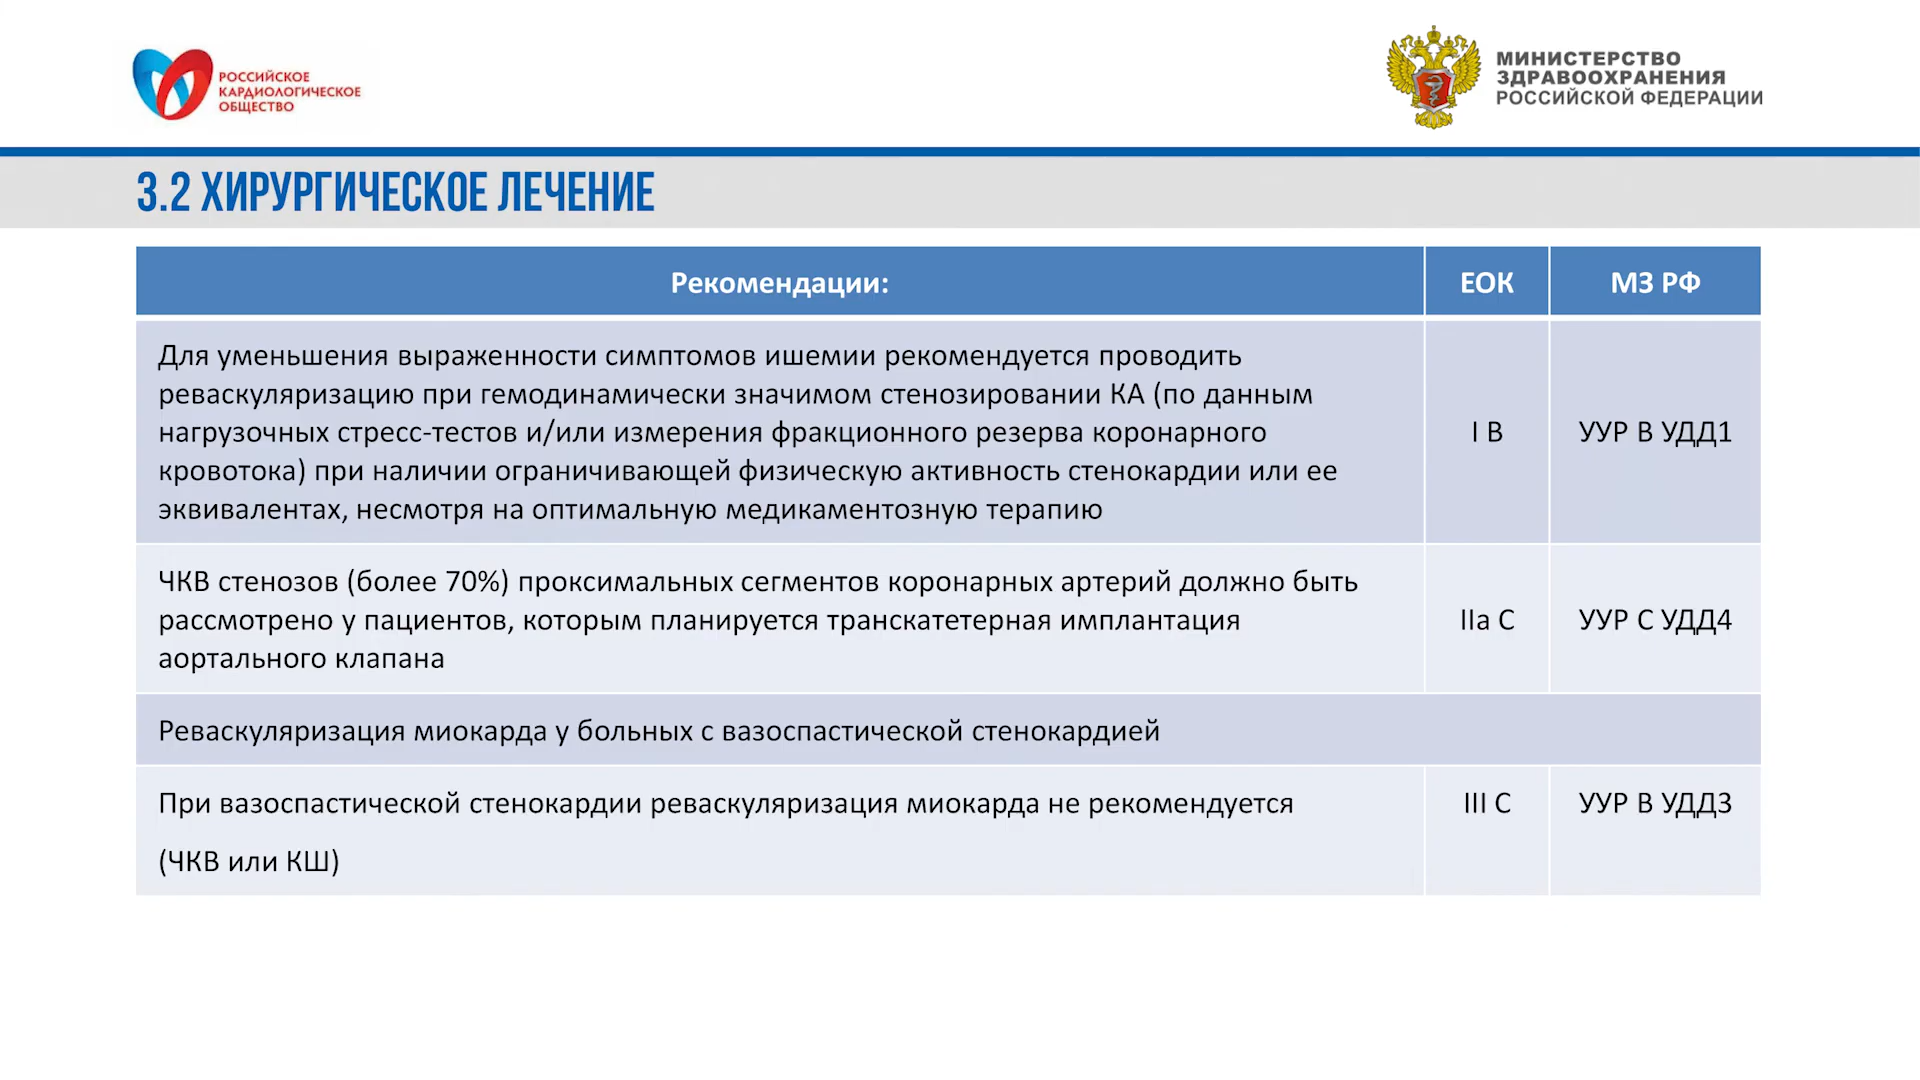 РОССИЙСКОЕ
КАРДИОЛОГИЧЕСКОЕ
ОБЩЕСТВО
МИНИСТЕРСТВО
ЗДРАВООХРАНЕНИЯ
РОССИЙСКОЙ ФЕДЕРАЦИИ
3.2 ХИРУРГИЧЕСКОЕ ЛЕЧЕНИЕ
Рекомендации: ЕОК МЗ РФ
Для уменьшения выраженности симптомов ишемии рекомендуется проводить
реваскуляризацию при гемодинамически значимом стенозировании КА (по данным
нагрузочных стресс-тестов и/или измерения фракционного резерва коронарного
кровотока) при наличии ограничивающей физическую активность стенокардии или ее
эквивалентах, несмотря на оптимальную медикаментозную терапию
I B УУР B УДД1
ЧКВ стенозов (более 70%) проксимальных сегментов коронарных артерий должно быть
рассмотрено у пациентов, которым планируется транскатетерная имплантация
аортального клапана
IIa C УУР C УДД4
Реваскуляризация миокарда у больных с вазоспастической стенокардией
При вазоспастической стенокардии реваскуляризация миокарда не рекомендуется
(ЧКВ или КШ)
III C УУР B УДД3